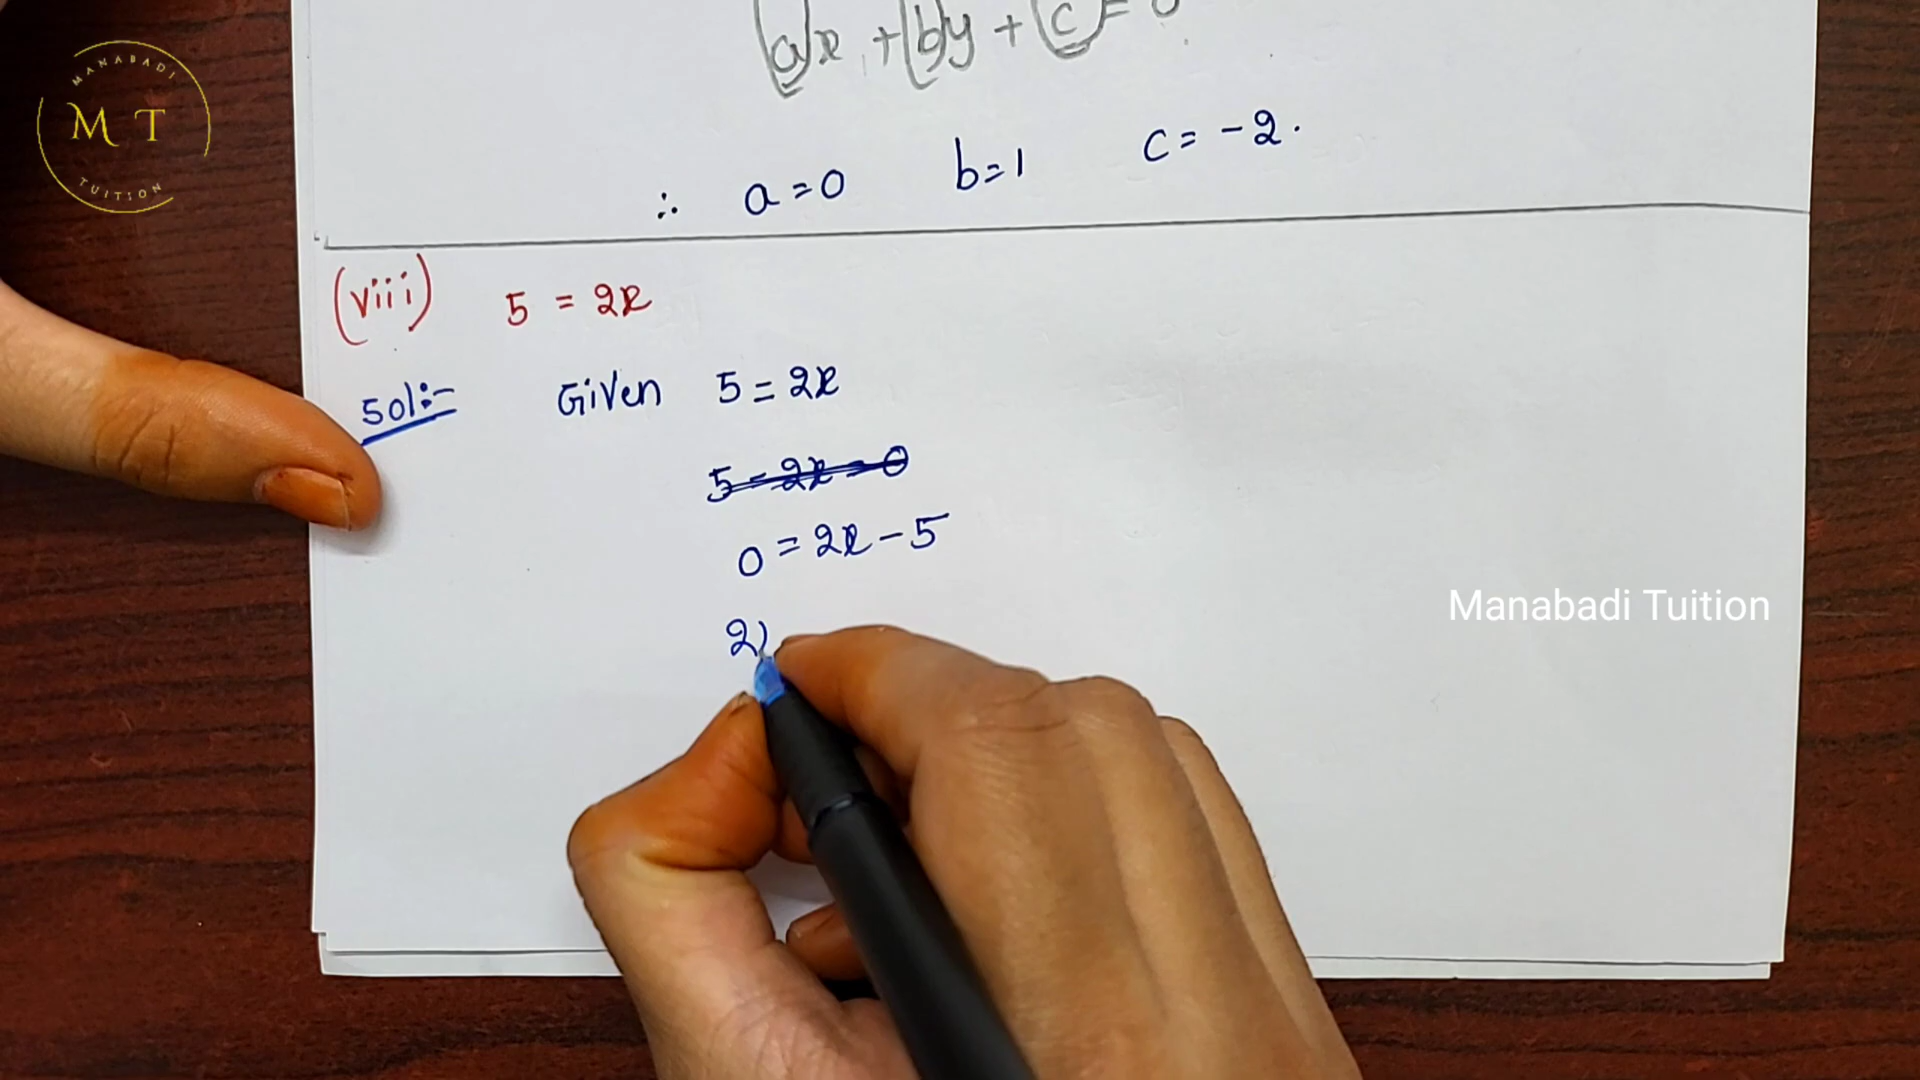 MANABADI
M T
TUITION
ax + by + c = 0
∴ a = 0 b = 1 c = -2.
(viii) 5 = 2x
Sol:- Given 5 = 2x
5 - 2x = 0
0 = 2x - 5
2
Manabadi Tuition